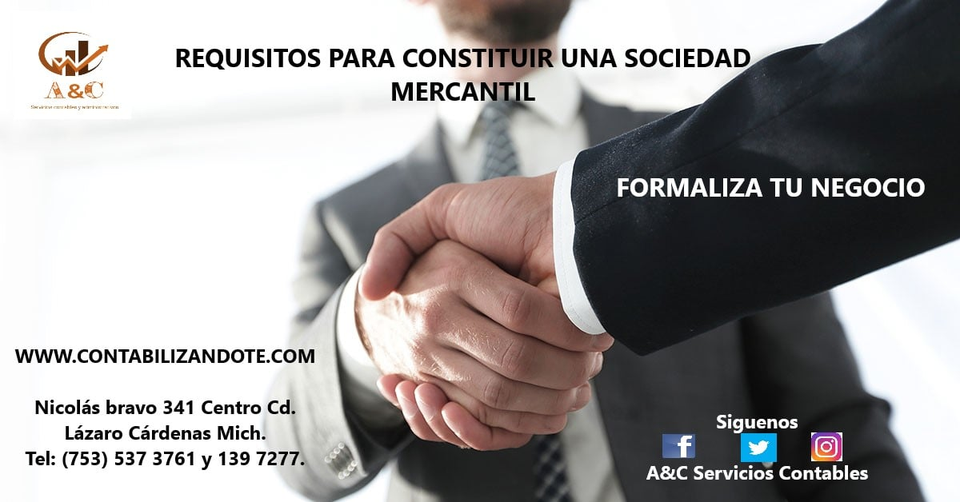 A&C
REQUISITOS PARA CONSTITUIR UNA SOCIEDAD
MERCANTIL
FORMALIZA TU NEGOCIO
WWW.CONTABILIZANDOTE.COM
Nicolás bravo 341 Centro Cd.
Lázaro Cárdenas Mich.
Tel: (753) 537 3761 y 139 7277.
Siguenos
A&C Servicios Contables